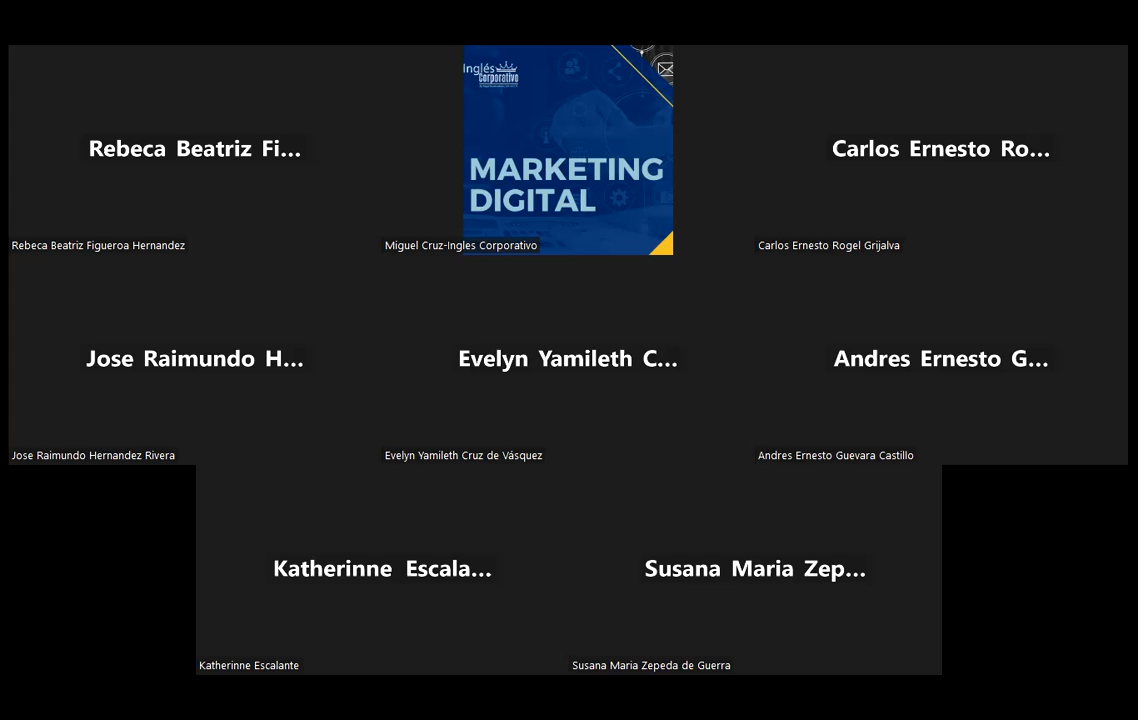 Rebeca Beatriz Fi...
Rebeca Beatriz Figueroa Hernandez
Inglés
Corporativo
MARKETING
DIGITAL
Miguel Cruz-Ingles Corporativo
Carlos Ernesto Ro...
Carlos Ernesto Rogel Grijalva
Jose Raimundo H...
Jose Raimundo Hernandez Rivera
Evelyn Yamileth C...
Evelyn Yamileth Cruz de Vásquez
Andres Ernesto G...
Andres Ernesto Guevara Castillo
Katherinne Escala...
Katherinne Escalante
Susana Maria Zep...
Susana Maria Zepeda de Guerra